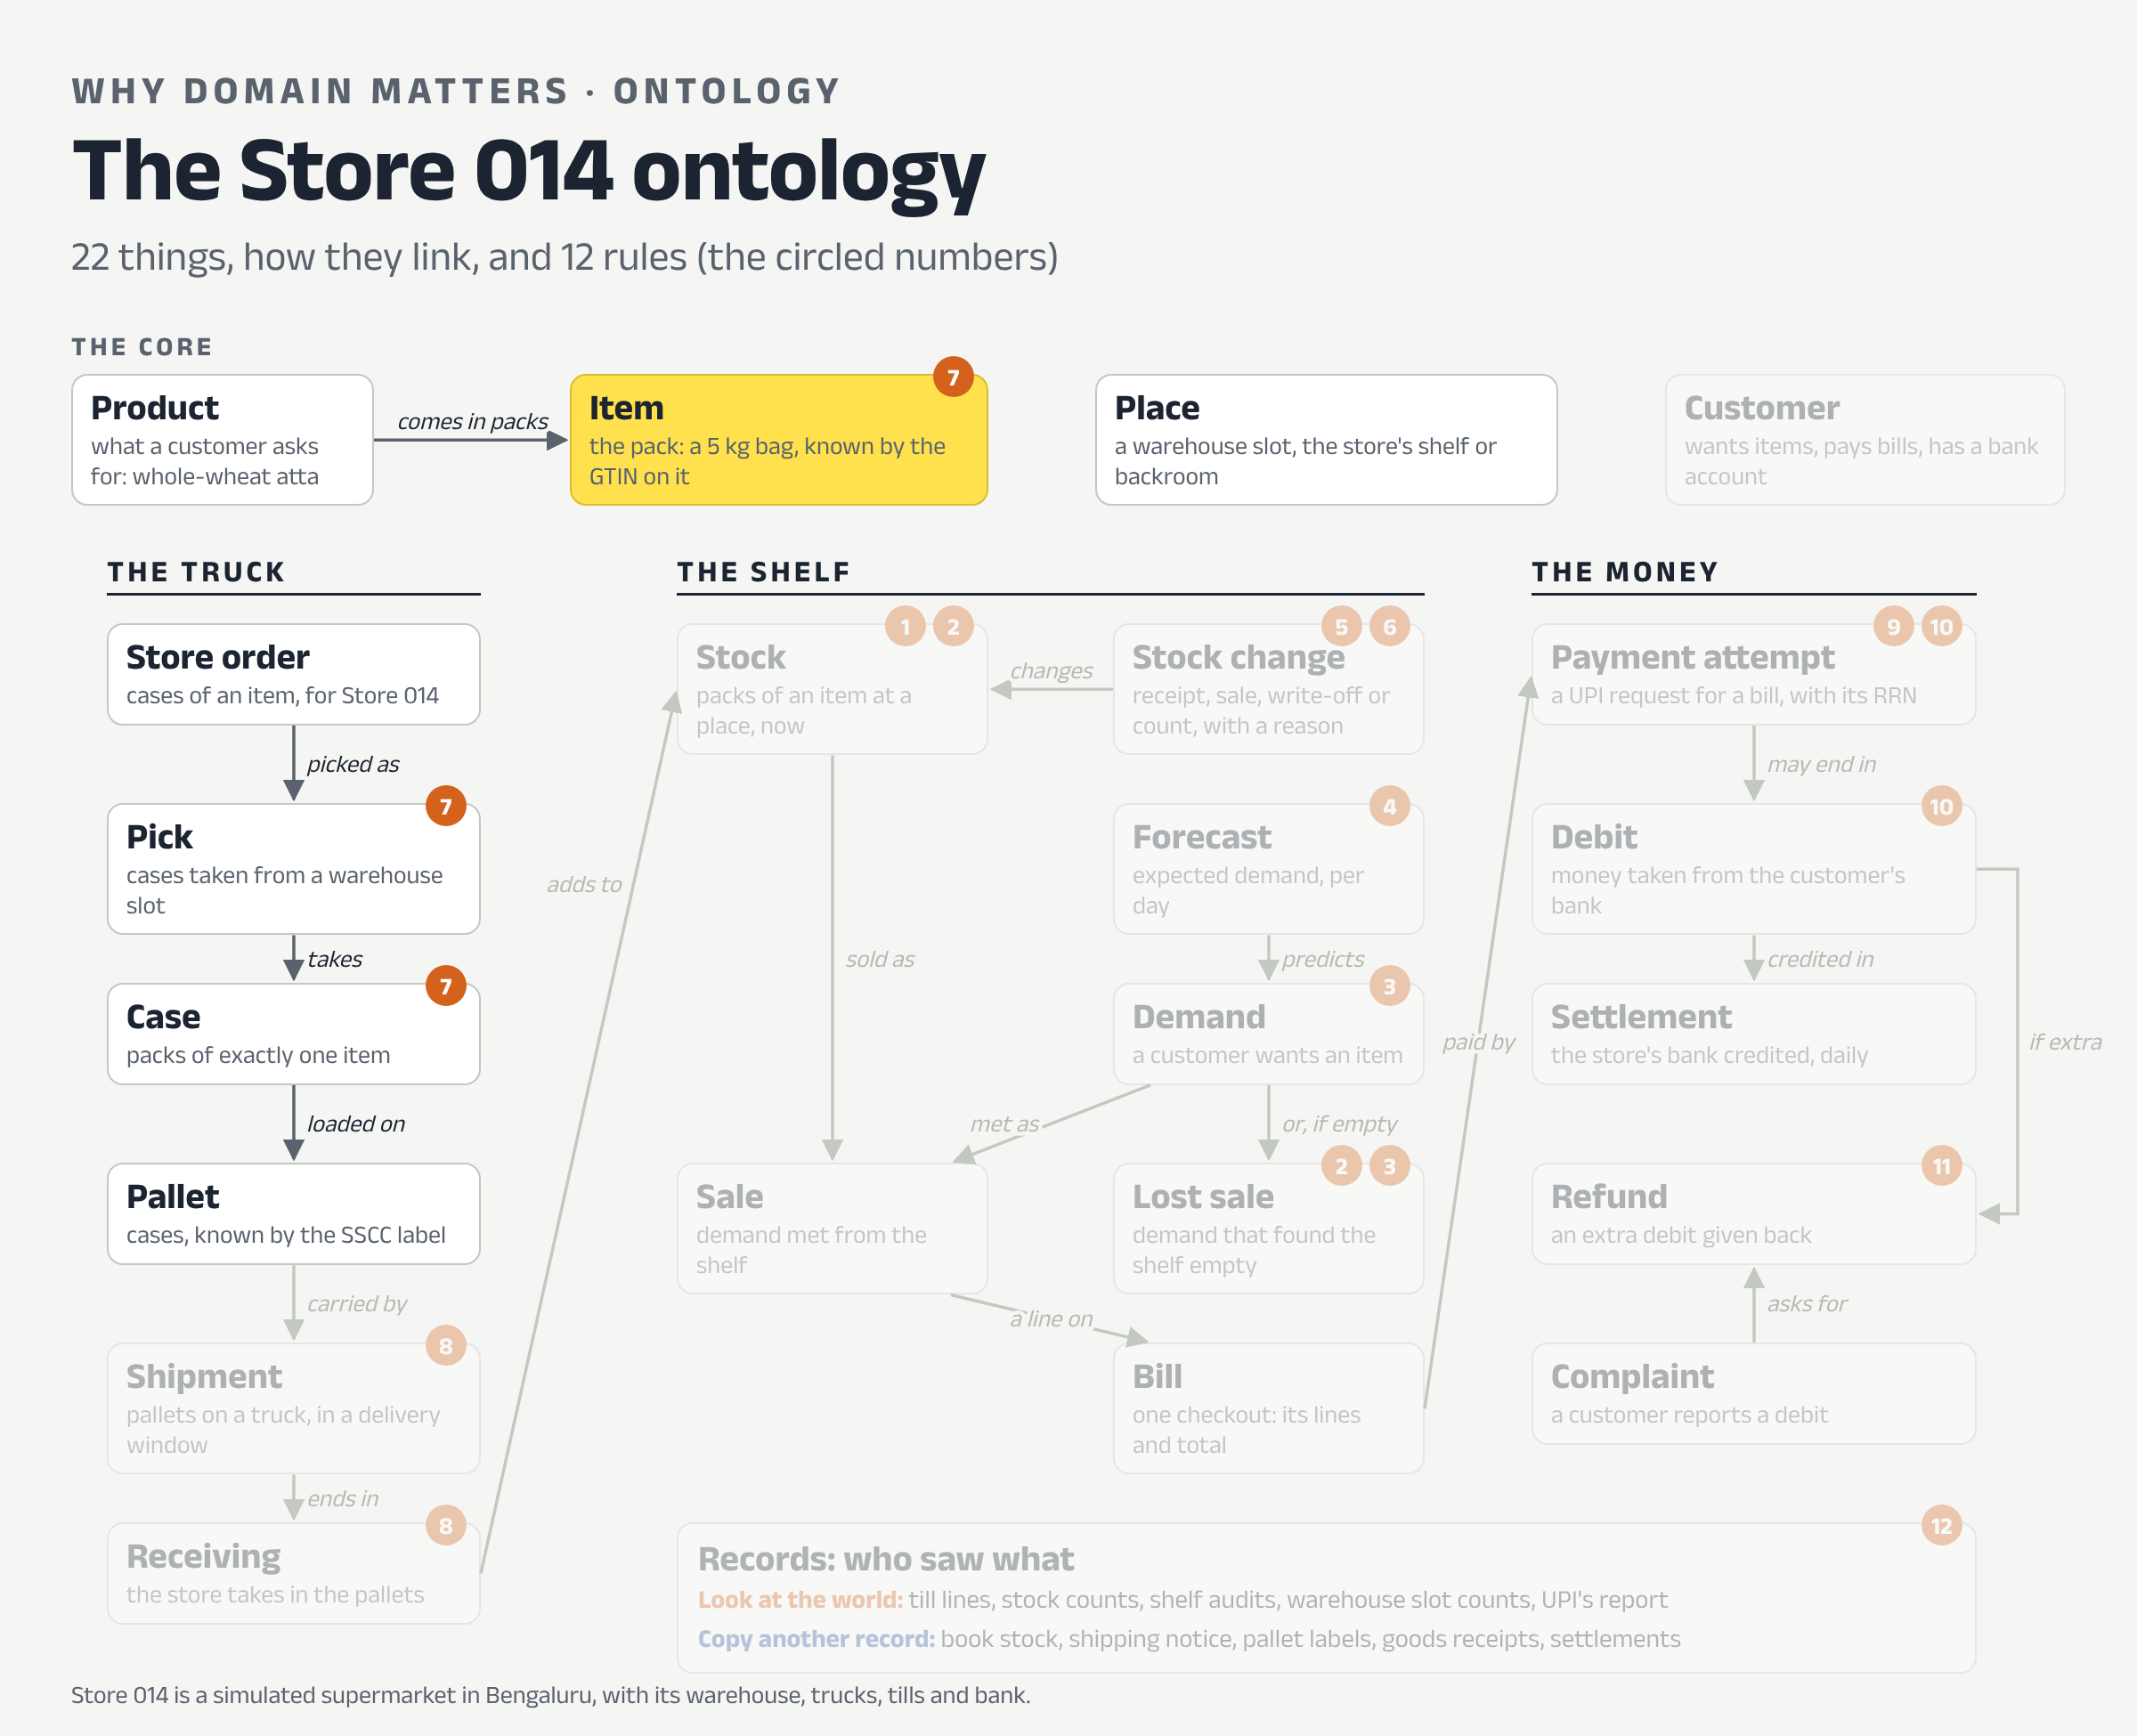 WHY DOMAIN MATTERS · ONTOLOGY
The Store 014 ontology
22 things, how they link, and 12 rules (the circled numbers)
THE CORE
Product
what a customer asks
for: whole-wheat atta
comes in packs
7
Item
the pack: a 5 kg bag, known by the
GTIN on it
Place
a warehouse slot, the store's shelf or
backroom
Customer
wants items, pays bills, has a bank
account
THE TRUCK
Store order
cases of an item, for Store 014
picked as
7
Pick
cases taken from a warehouse
slot
takes
7
Case
packs of exactly one item
loaded on
Pallet
cases, known by the SSCC label
carried by
8
Shipment
pallets on a truck, in a delivery
window
ends in
8
Receiving
the store takes in the pallets
adds to
THE SHELF
1 2
Stock
packs of an item at a
place, now
changes
5 6
Stock change
receipt, sale, write-off or
count, with a reason
4
Forecast
expected demand, per
day
sold as
predicts
3
Demand
a customer wants an item
met as
or, if empty
Sale
demand met from the
shelf
2 3
Lost sale
demand that found the
shelf empty
a line on
Bill
one checkout: its lines
and total
paid by
THE MONEY
9 10
Payment attempt
a UPI request for a bill, with its RRN
may end in
10
Debit
money taken from the customer's
bank
credited in
Settlement
the store's bank credited, daily
if extra
11
Refund
an extra debit given back
asks for
Complaint
a customer reports a debit
12
Records: who saw what
Look at the world: till lines, stock counts, shelf audits, warehouse slot counts, UPI's report
Copy another record: book stock, shipping notice, pallet labels, goods receipts, settlements
Store 014 is a simulated supermarket in Bengaluru, with its warehouse, trucks, tills and bank.